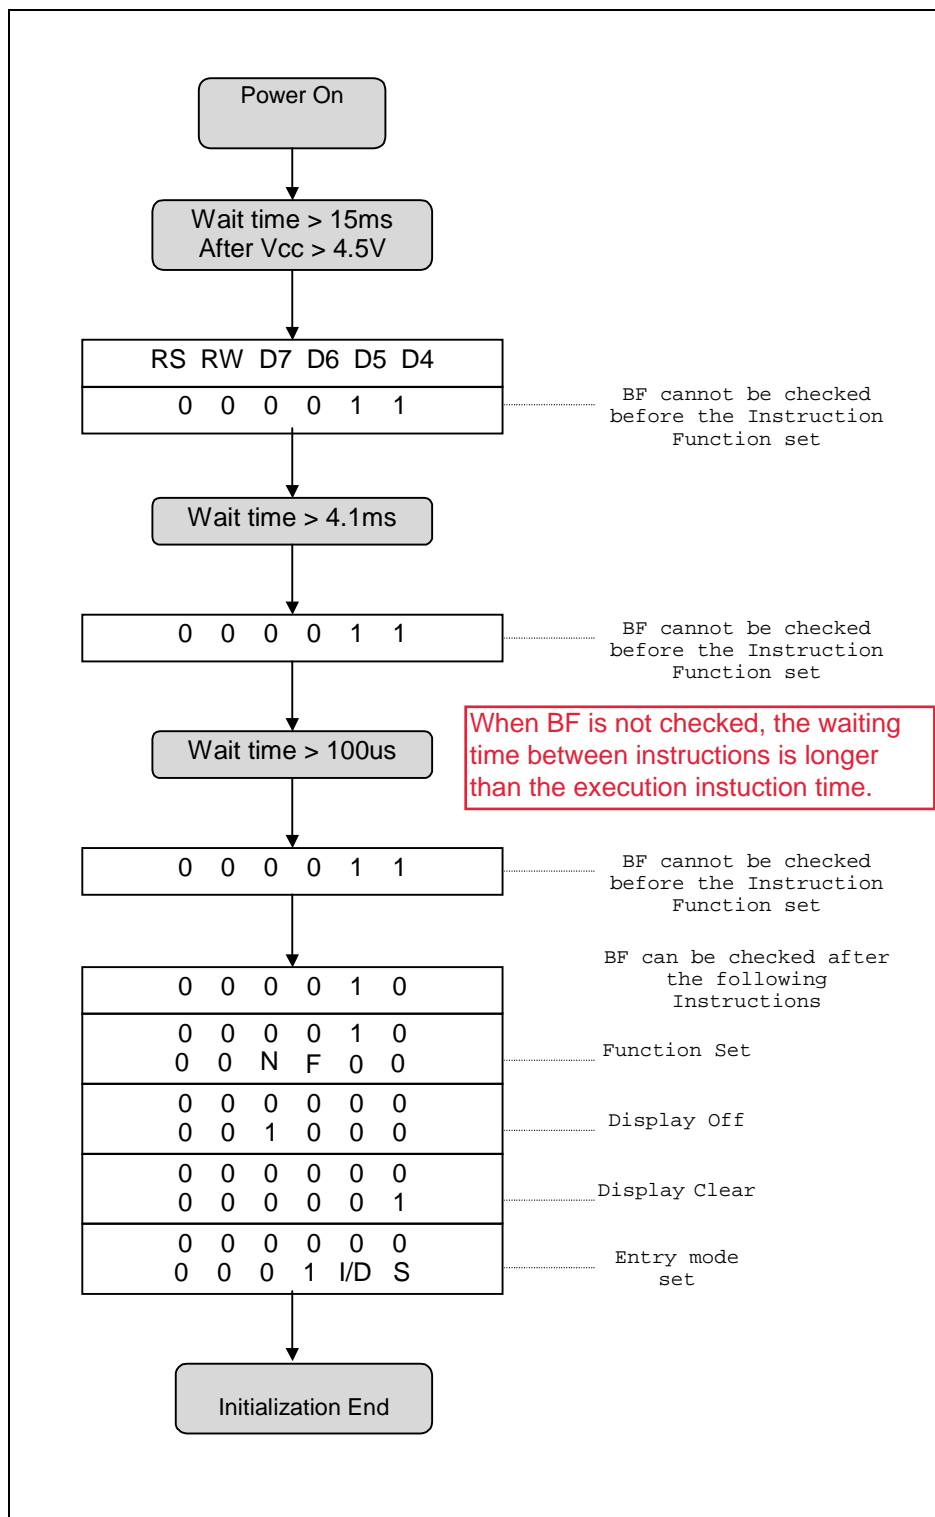 Power On
Wait time > 15ms
After Vcc > 4.5V
RS RW D7 D6 D5 D4
0 0 0 0 1 1
BF cannot be checked
before the Instruction
Function set
Wait time > 4.1ms
0 0 0 0 1 1
BF cannot be checked
before the Instruction
Function set
When BF is not checked, the waiting
time between instructions is longer
than the execution instuction time.
Wait time > 100us
0 0 0 0 1 1
BF cannot be checked
before the Instruction
Function set
BF can be checked after
the following
Instructions
0 0 0 0 1 0
0 0 0 0 1 0
0 0 N F 0 0
Function Set
0 0 0 0 0 0
0 0 1 0 0 0
Display Off
0 0 0 0 0 0
0 0 0 0 0 1
Display Clear
0 0 0 0 0 0
0 0 0 1 I/D S
Entry mode
set
Initialization End